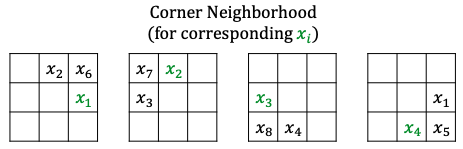 Corner Neighborhood
(for corresponding xᵢ)
x₂ x₆ x₇ x₂
x₁ x₃ x₃ x₁
x₈ x₄ x₄ x₅